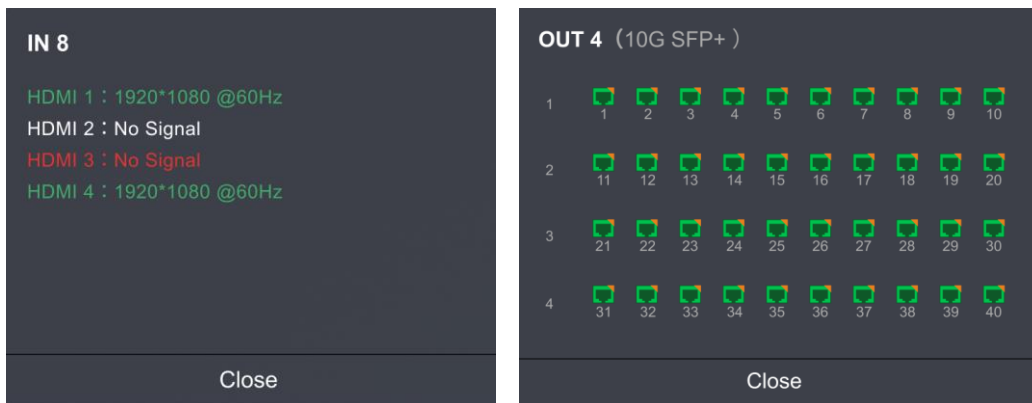 IN 8
HDMI 1：1920*1080 @60Hz
HDMI 2：No Signal
HDMI 3：No Signal
HDMI 4：1920*1080 @60Hz
Close
OUT 4（10G SFP+ ）
1
1 2 3 4 5 6 7 8 9 10
2
11 12 13 14 15 16 17 18 19 20
3
21 22 23 24 25 26 27 28 29 30
4
31 32 33 34 35 36 37 38 39 40
Close